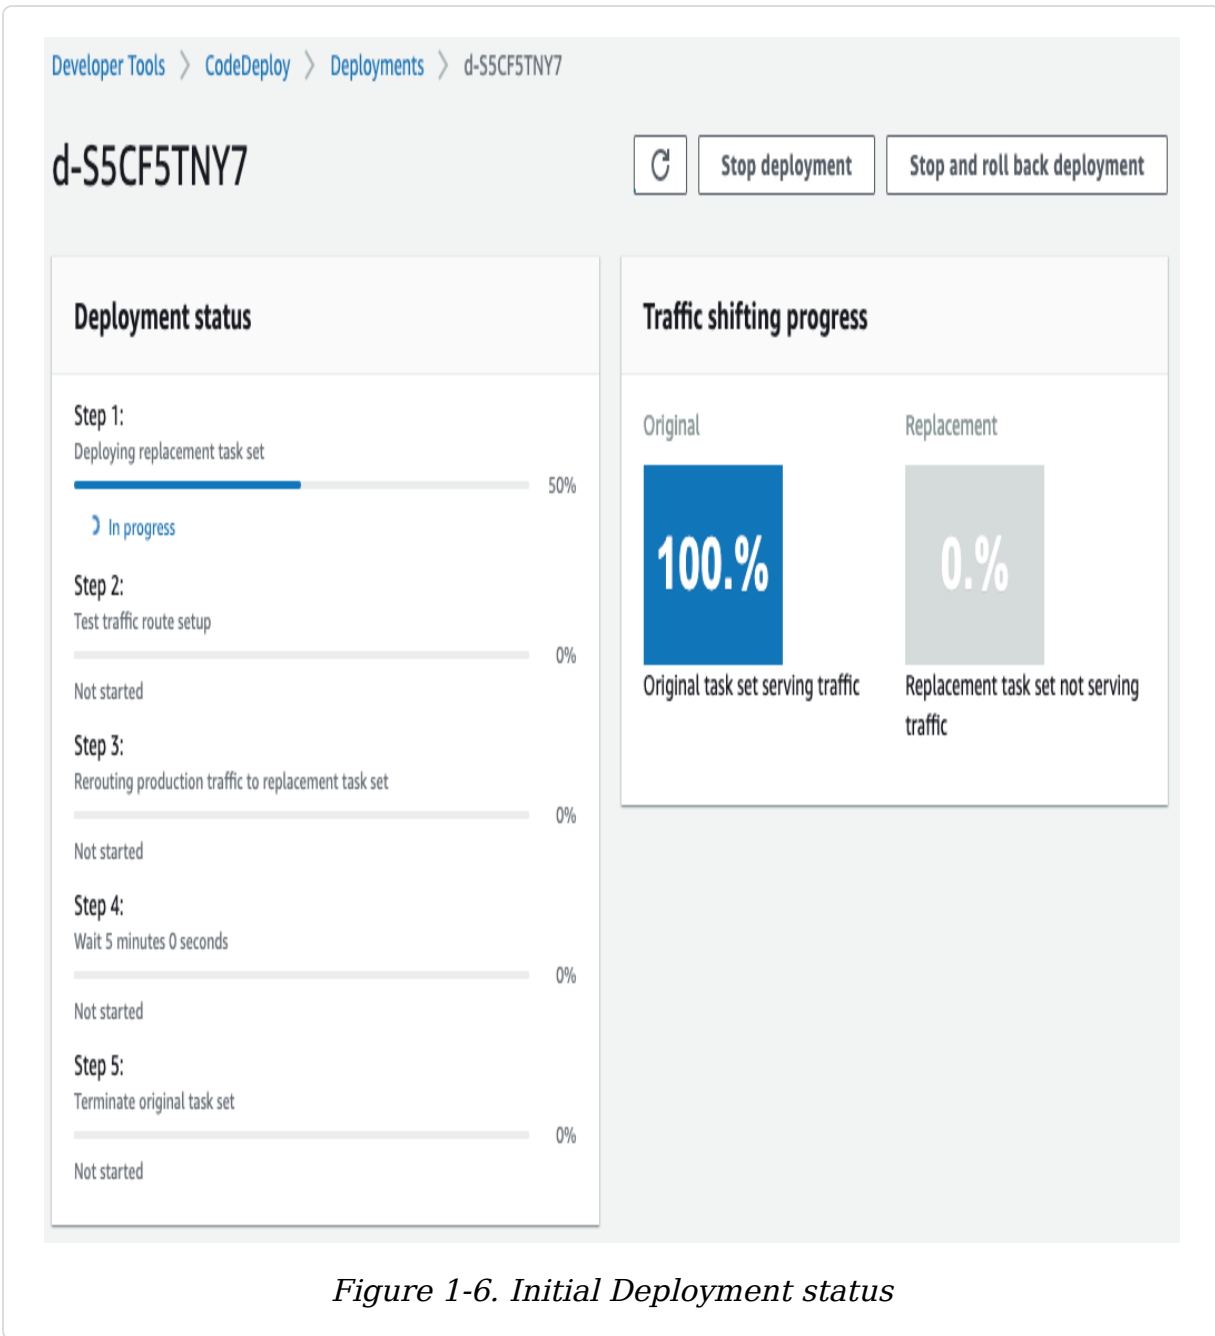 Developer Tools > CodeDeploy > Deployments > d-S5CF5TNY7
d-S5CF5TNY7
Stop deployment
Stop and roll back deployment
Deployment status
Step 1:
Deploying replacement task set
50%
In progress
Step 2:
Test traffic route setup
0%
Not started
Step 3:
Rerouting production traffic to replacement task set
0%
Not started
Step 4:
Wait 5 minutes 0 seconds
0%
Not started
Step 5:
Terminate original task set
0%
Not started
Traffic shifting progress
Original
100.%
Original task set serving traffic
Replacement
0.%
Replacement task set not serving
traffic
Figure 1-6. Initial Deployment status